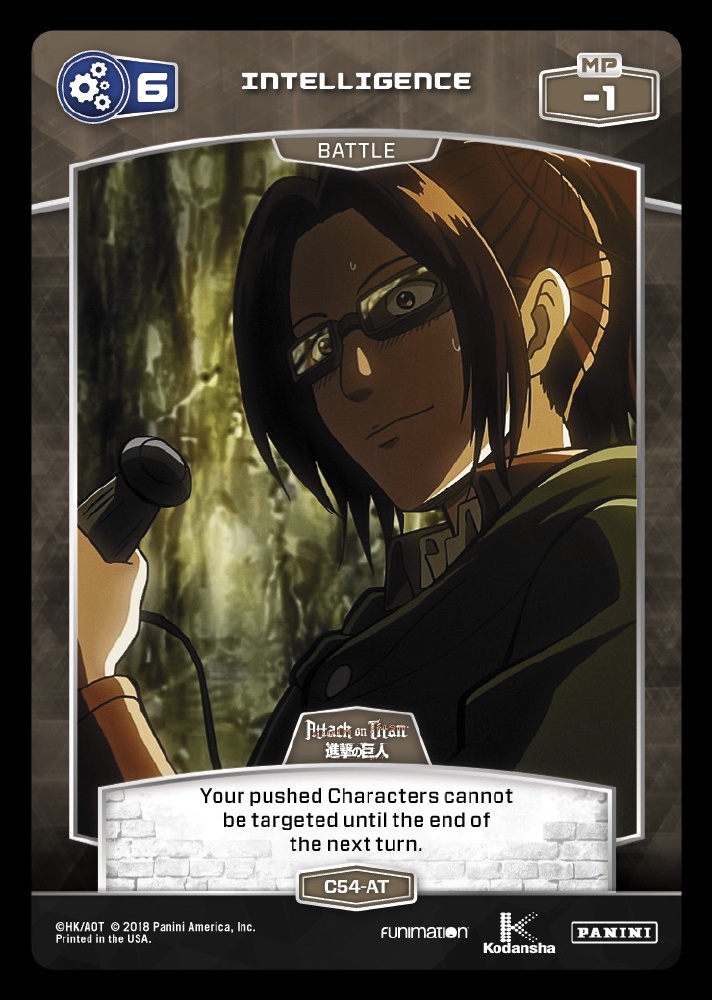 6
INTELLIGENCE
MP
-1
BATTLE
Attack on Titan
進撃の巨人
Your pushed Characters cannot
be targeted until the end of
the next turn.
C54-AT
©HK/AOT © 2018 Panini America, Inc.
Printed in the USA.
FUNIMATION
K
Kodansha
PANINI